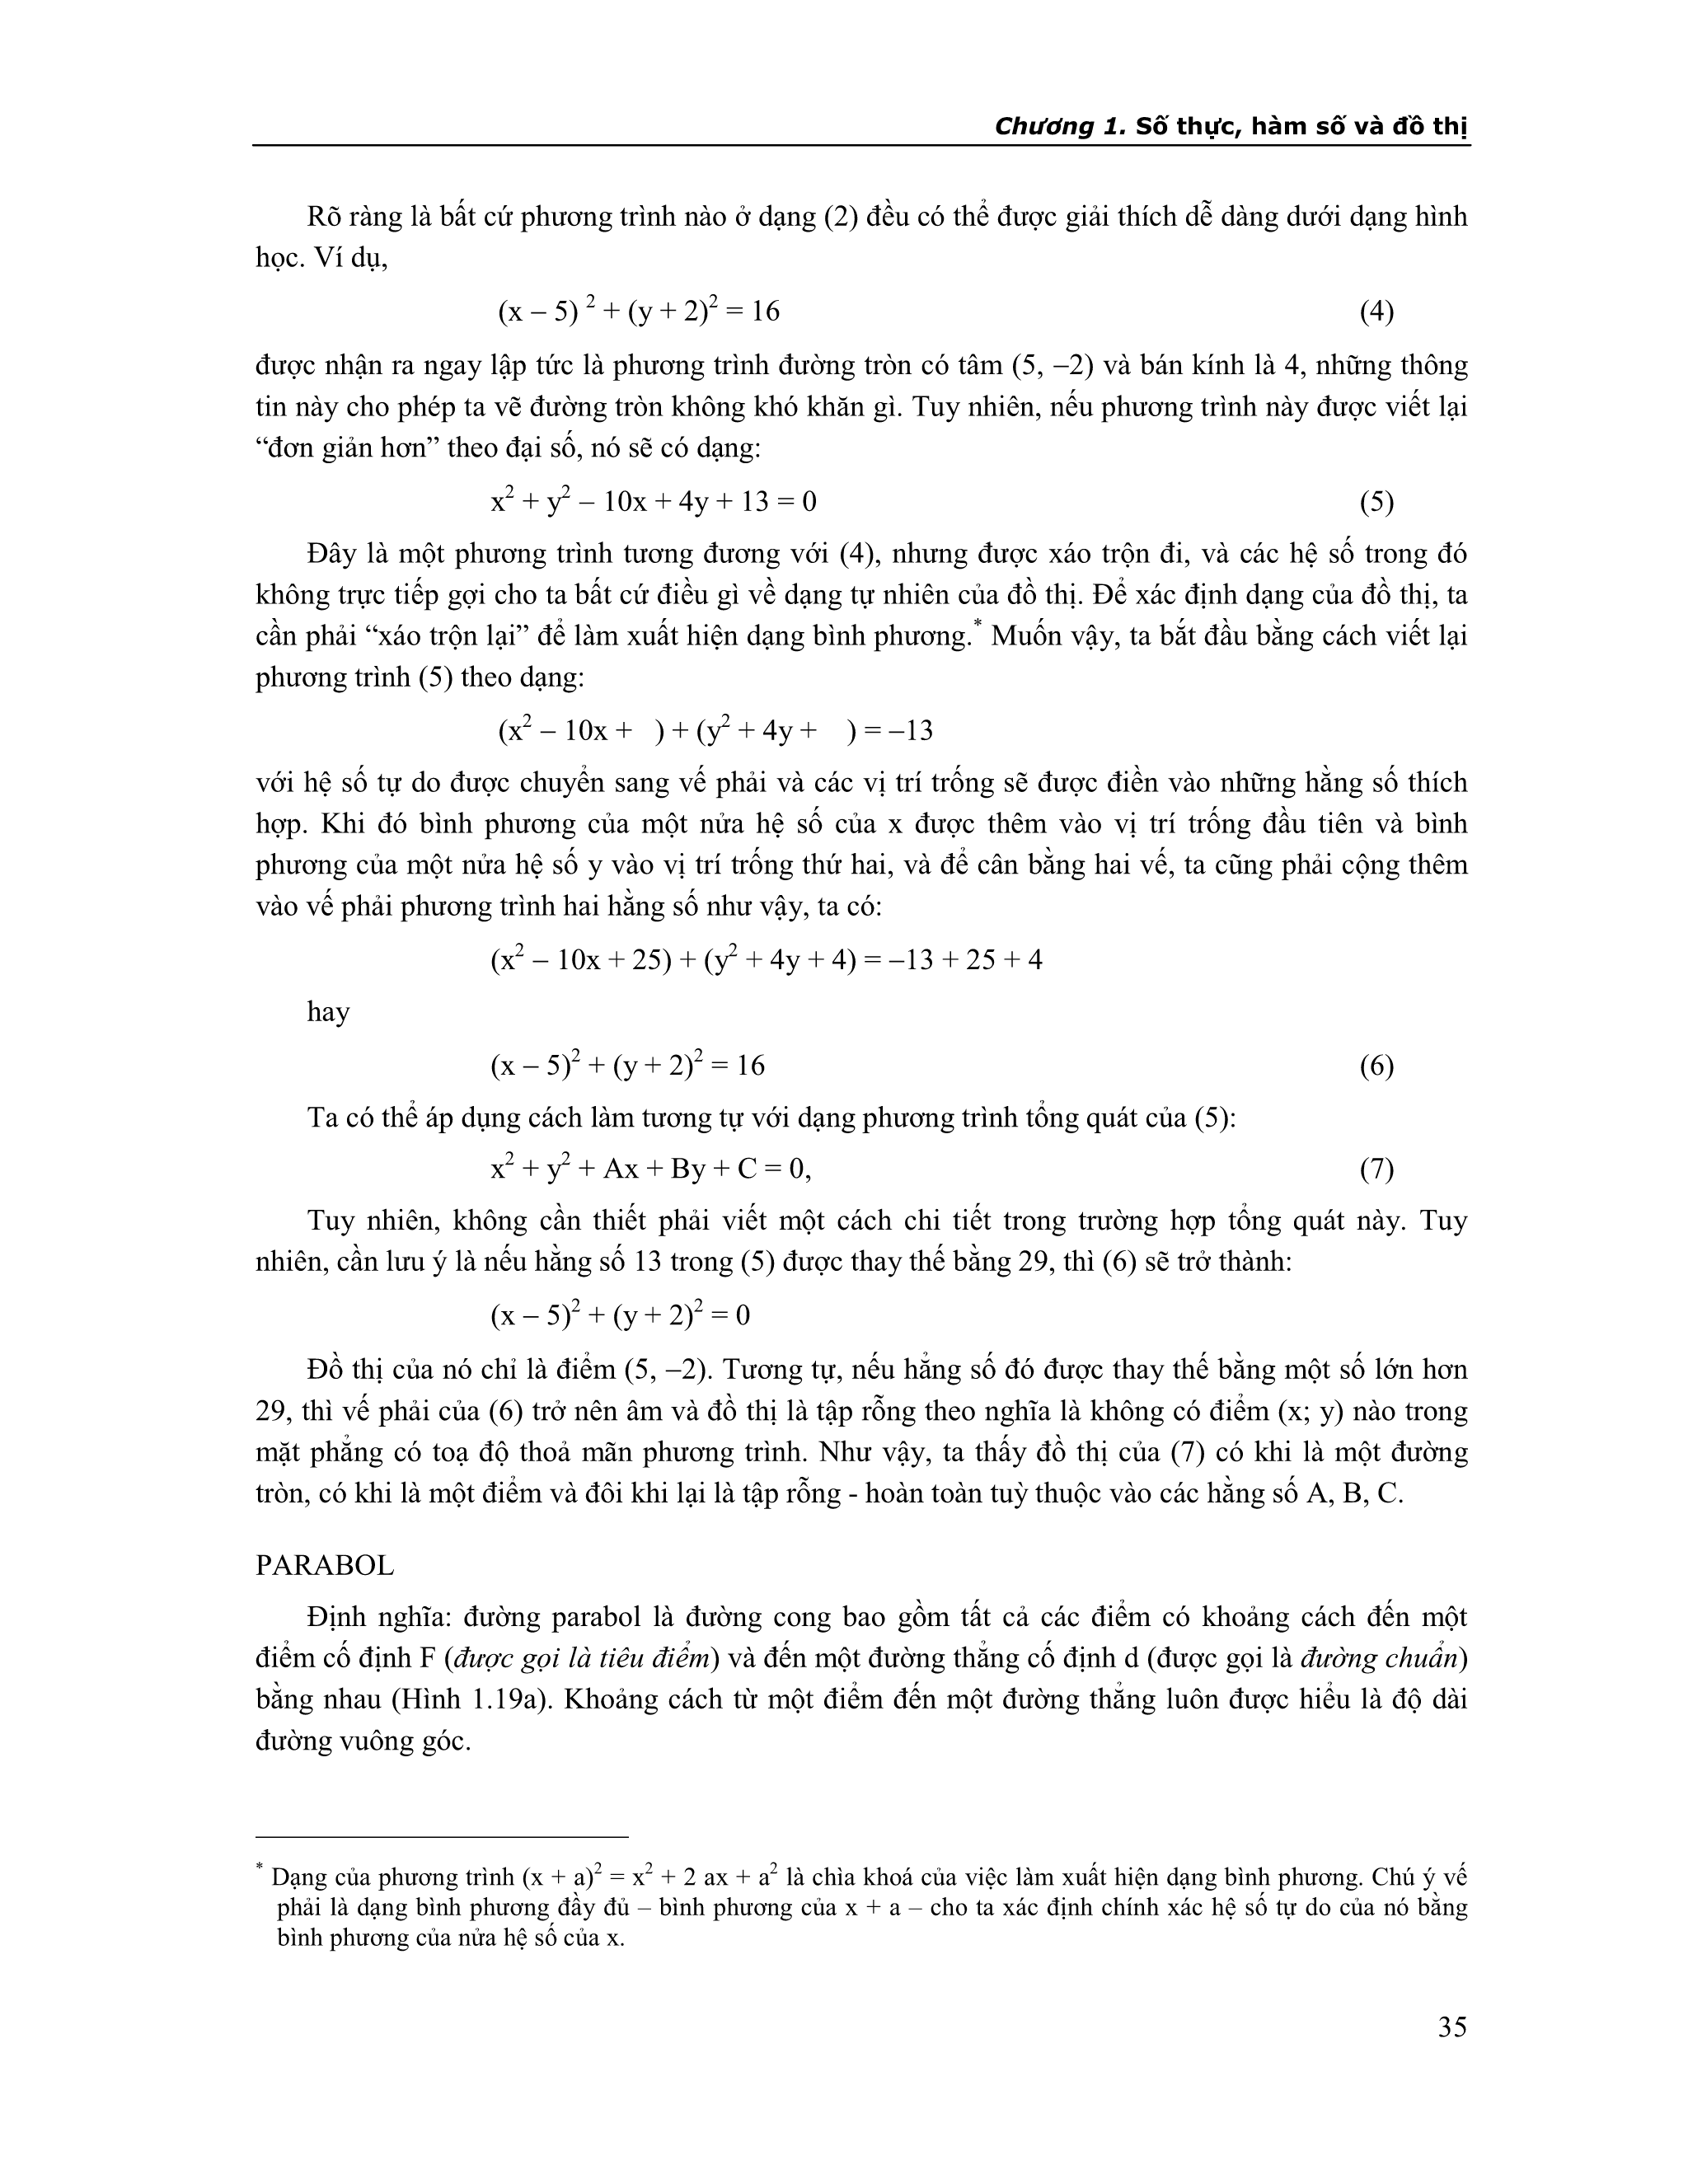 Chương 1. Số thực, hàm số và đồ thị
Rõ ràng là bất cứ phương trình nào ở dạng (2) đều có thể được giải thích dễ dàng dưới dạng hình
học. Ví dụ,
(x – 5) ² + (y + 2)² = 16 (4)
được nhận ra ngay lập tức là phương trình đường tròn có tâm (5, –2) và bán kính là 4, những thông
tin này cho phép ta vẽ đường tròn không khó khăn gì. Tuy nhiên, nếu phương trình này được viết lại
“đơn giản hơn” theo đại số, nó sẽ có dạng:
x² + y² – 10x + 4y + 13 = 0 (5)
Đây là một phương trình tương đương với (4), nhưng được xáo trộn đi, và các hệ số trong đó
không trực tiếp gợi cho ta bất cứ điều gì về dạng tự nhiên của đồ thị. Để xác định dạng của đồ thị, ta
cần phải “xáo trộn lại” để làm xuất hiện dạng bình phương.* Muốn vậy, ta bắt đầu bằng cách viết lại
phương trình (5) theo dạng:
(x² – 10x + ) + (y² + 4y + ) = –13
với hệ số tự do được chuyển sang vế phải và các vị trí trống sẽ được điền vào những hằng số thích
hợp. Khi đó bình phương của một nửa hệ số của x được thêm vào vị trí trống đầu tiên và bình
phương của một nửa hệ số y vào vị trí trống thứ hai, và để cân bằng hai vế, ta cũng phải cộng thêm
vào vế phải phương trình hai hằng số như vậy, ta có:
(x² – 10x + 25) + (y² + 4y + 4) = –13 + 25 + 4
hay
(x – 5)² + (y + 2)² = 16 (6)
Ta có thể áp dụng cách làm tương tự với dạng phương trình tổng quát của (5):
x² + y² + Ax + By + C = 0, (7)
Tuy nhiên, không cần thiết phải viết một cách chi tiết trong trường hợp tổng quát này. Tuy
nhiên, cần lưu ý là nếu hằng số 13 trong (5) được thay thế bằng 29, thì (6) sẽ trở thành:
(x – 5)² + (y + 2)² = 0
Đồ thị của nó chỉ là điểm (5, –2). Tương tự, nếu hẳng số đó được thay thế bằng một số lớn hơn
29, thì vế phải của (6) trở nên âm và đồ thị là tập rỗng theo nghĩa là không có điểm (x; y) nào trong
mặt phẳng có toạ độ thoả mãn phương trình. Như vậy, ta thấy đồ thị của (7) có khi là một đường
tròn, có khi là một điểm và đôi khi lại là tập rỗng - hoàn toàn tuỳ thuộc vào các hằng số A, B, C.
PARABOL
Định nghĩa: đường parabol là đường cong bao gồm tất cả các điểm có khoảng cách đến một
điểm cố định F (được gọi là tiêu điểm) và đến một đường thẳng cố định d (được gọi là đường chuẩn)
bằng nhau (Hình 1.19a). Khoảng cách từ một điểm đến một đường thẳng luôn được hiểu là độ dài
đường vuông góc.
* Dạng của phương trình (x + a)² = x² + 2 ax + a² là chìa khoá của việc làm xuất hiện dạng bình phương. Chú ý vế
phải là dạng bình phương đầy đủ – bình phương của x + a – cho ta xác định chính xác hệ số tự do của nó bằng
bình phương của nửa hệ số của x.
35